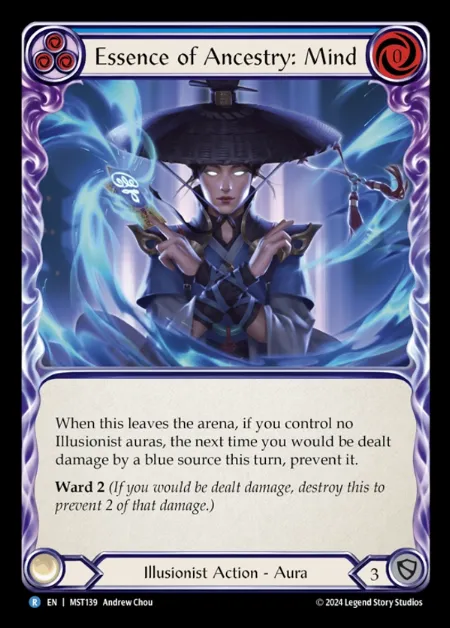 Essence of Ancestry: Mind
0
When this leaves the arena, if you control no
Illusionist auras, the next time you would be dealt
damage by a blue source this turn, prevent it.
Ward 2 (If you would be dealt damage, destroy this to
prevent 2 of that damage.)
Illusionist Action - Aura
3
R EN | MST139 Andrew Chou
© 2024 Legend Story Studios